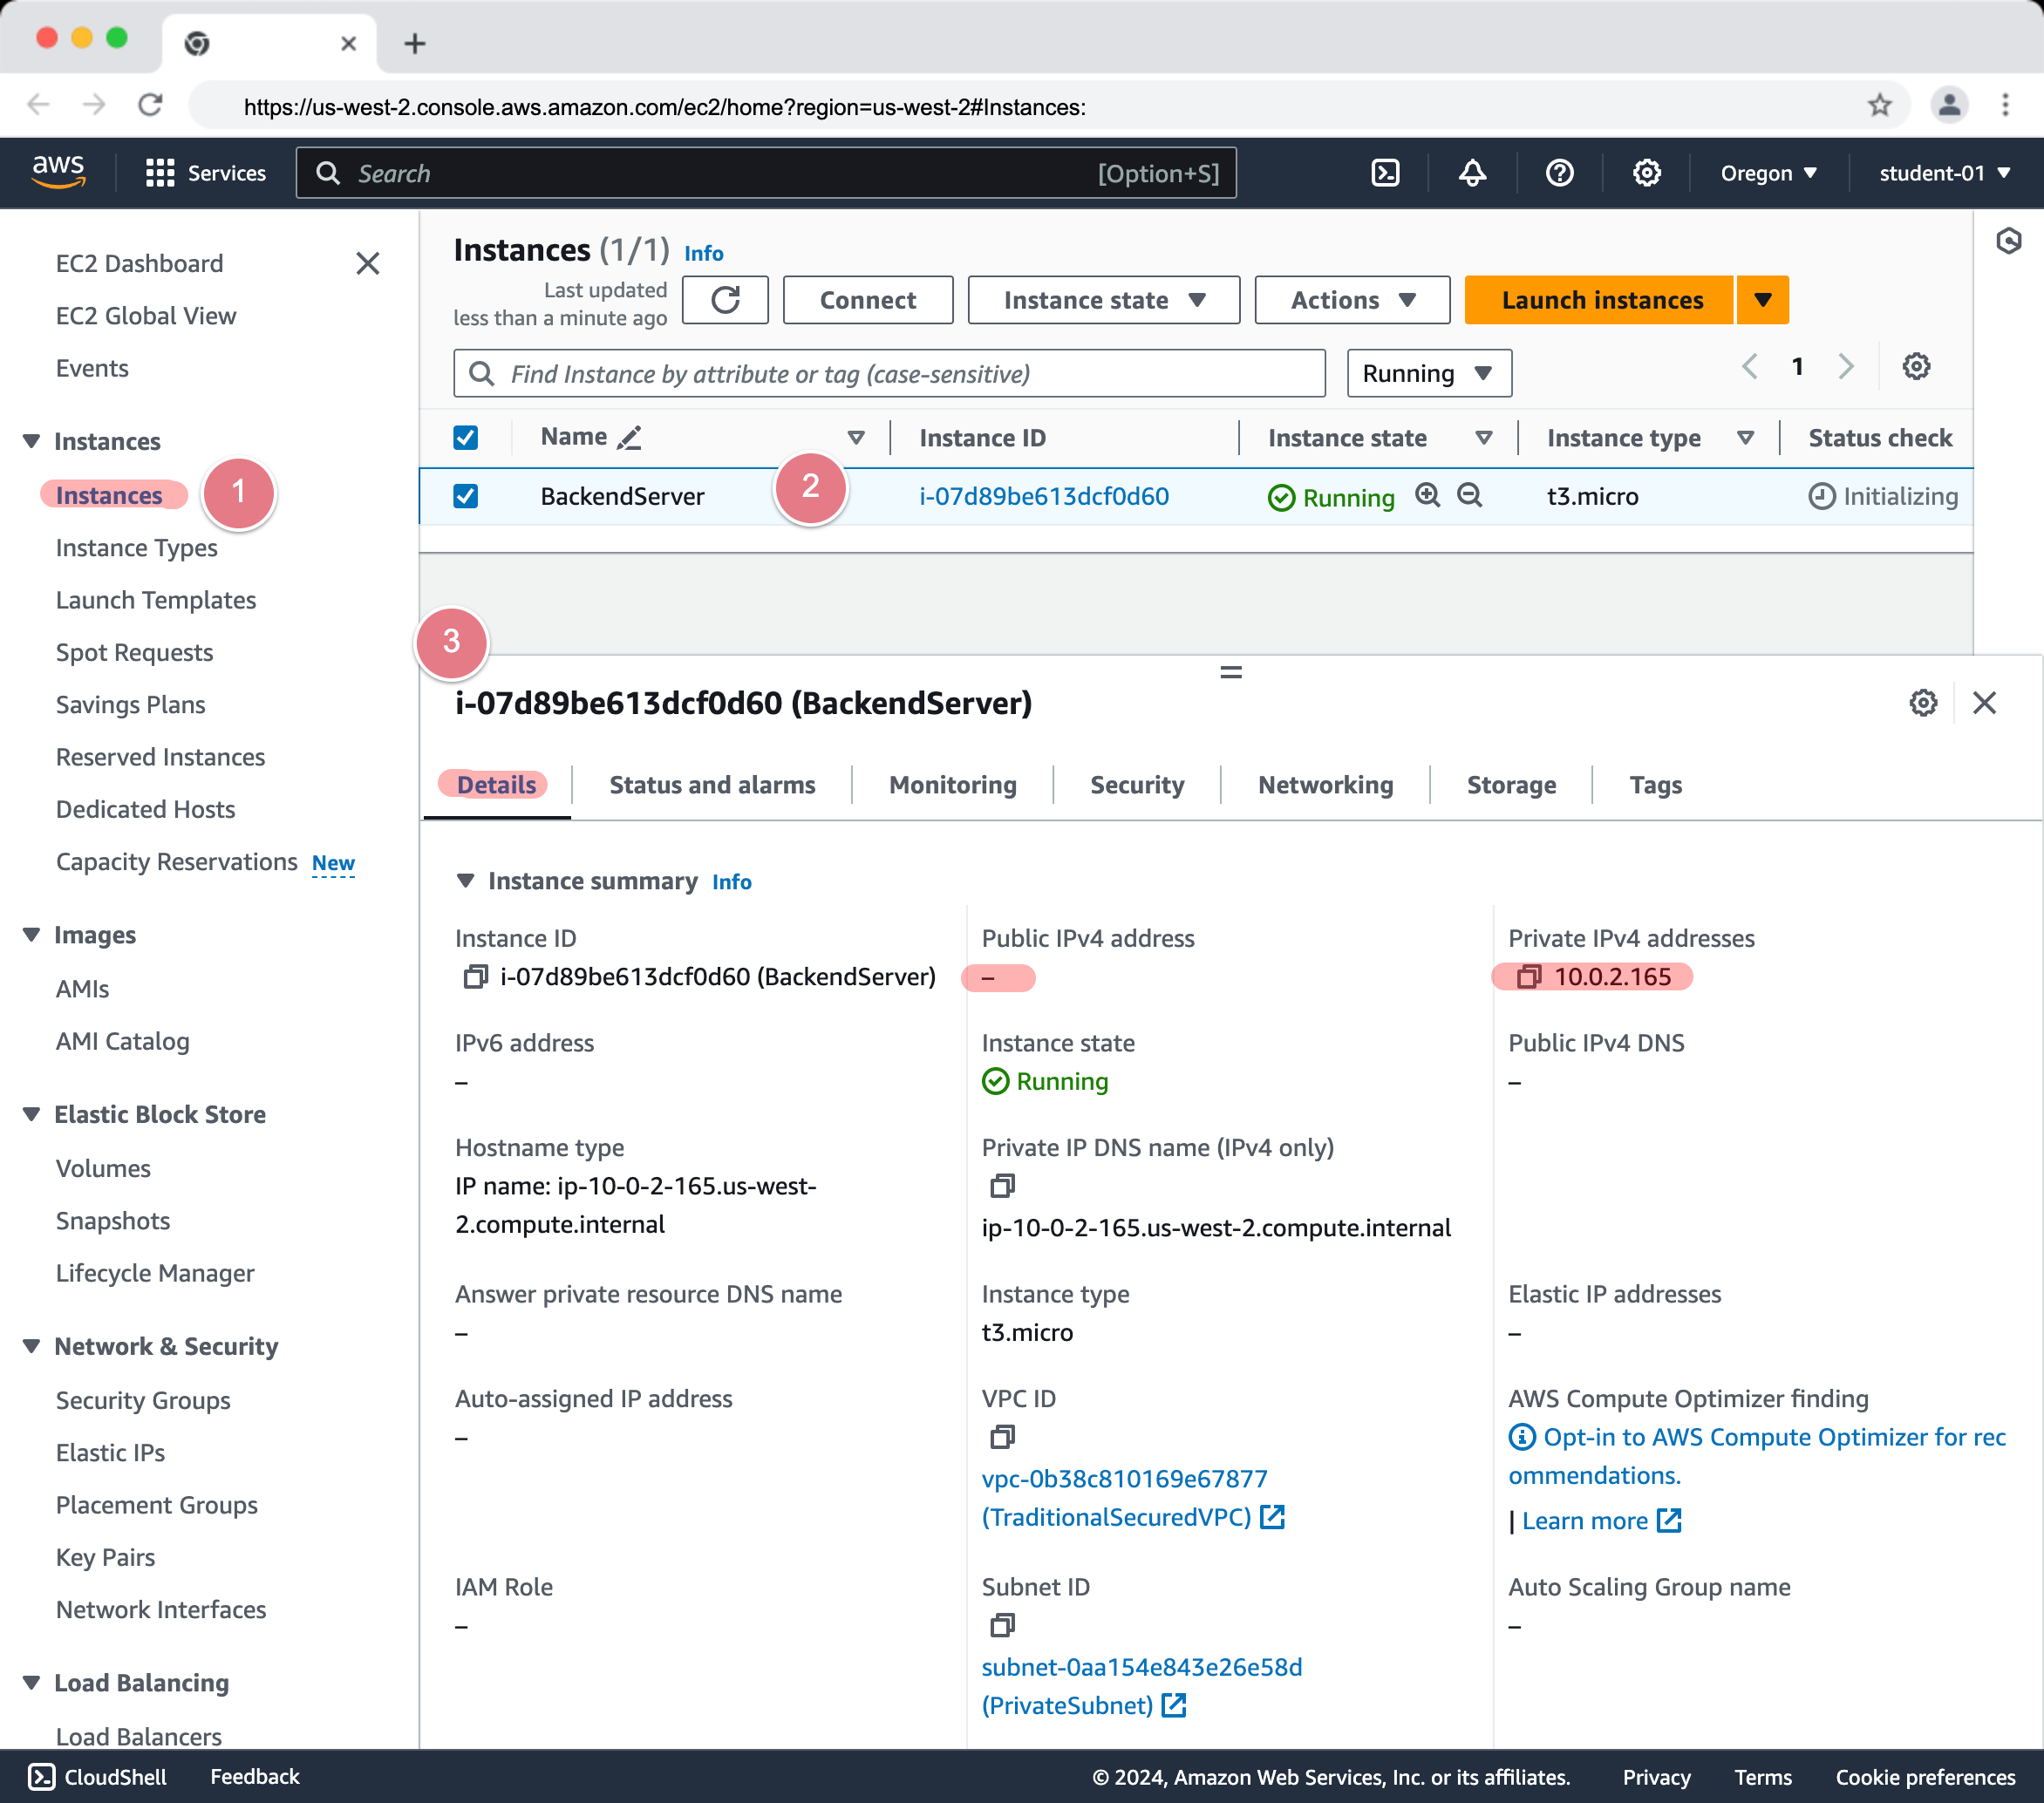 https://us-west-2.console.aws.amazon.com/ec2/home?region=us-west-2#Instances:
aws
Services
Search
[Option+S]
Oregon
student-01
EC2 Dashboard
EC2 Global View
Events
Instances
Instances
1
Instance Types
Launch Templates
Spot Requests
Savings Plans
Reserved Instances
Dedicated Hosts
Capacity Reservations New
Images
AMIs
AMI Catalog
Elastic Block Store
Volumes
Snapshots
Lifecycle Manager
Network & Security
Security Groups
Elastic IPs
Placement Groups
Key Pairs
Network Interfaces
Load Balancing
Load Balancers
Instances (1/1) Info
Last updated
less than a minute ago
Connect
Instance state
Actions
Launch instances
Find Instance by attribute or tag (case-sensitive)
Running
1
Name
Instance ID
Instance state
Instance type
Status check
BackendServer
2
i-07d89be613dcf0d60
Running
t3.micro
Initializing
3
i-07d89be613dcf0d60 (BackendServer)
Details
Status and alarms
Monitoring
Security
Networking
Storage
Tags
Instance summary Info
Instance ID
i-07d89be613dcf0d60 (BackendServer)
Public IPv4 address
–
Private IPv4 addresses
10.0.2.165
IPv6 address
–
Instance state
Running
Public IPv4 DNS
–
Hostname type
IP name: ip-10-0-2-165.us-west-
2.compute.internal
Private IP DNS name (IPv4 only)
ip-10-0-2-165.us-west-2.compute.internal
Answer private resource DNS name
–
Instance type
t3.micro
Elastic IP addresses
–
Auto-assigned IP address
–
VPC ID
vpc-0b38c810169e67877
(TraditionalSecuredVPC)
AWS Compute Optimizer finding
Opt-in to AWS Compute Optimizer for rec
ommendations.
| Learn more
IAM Role
–
Subnet ID
subnet-0aa154e843e26e58d
(PrivateSubnet)
Auto Scaling Group name
–
CloudShell
Feedback
© 2024, Amazon Web Services, Inc. or its affiliates.
Privacy
Terms
Cookie preferences